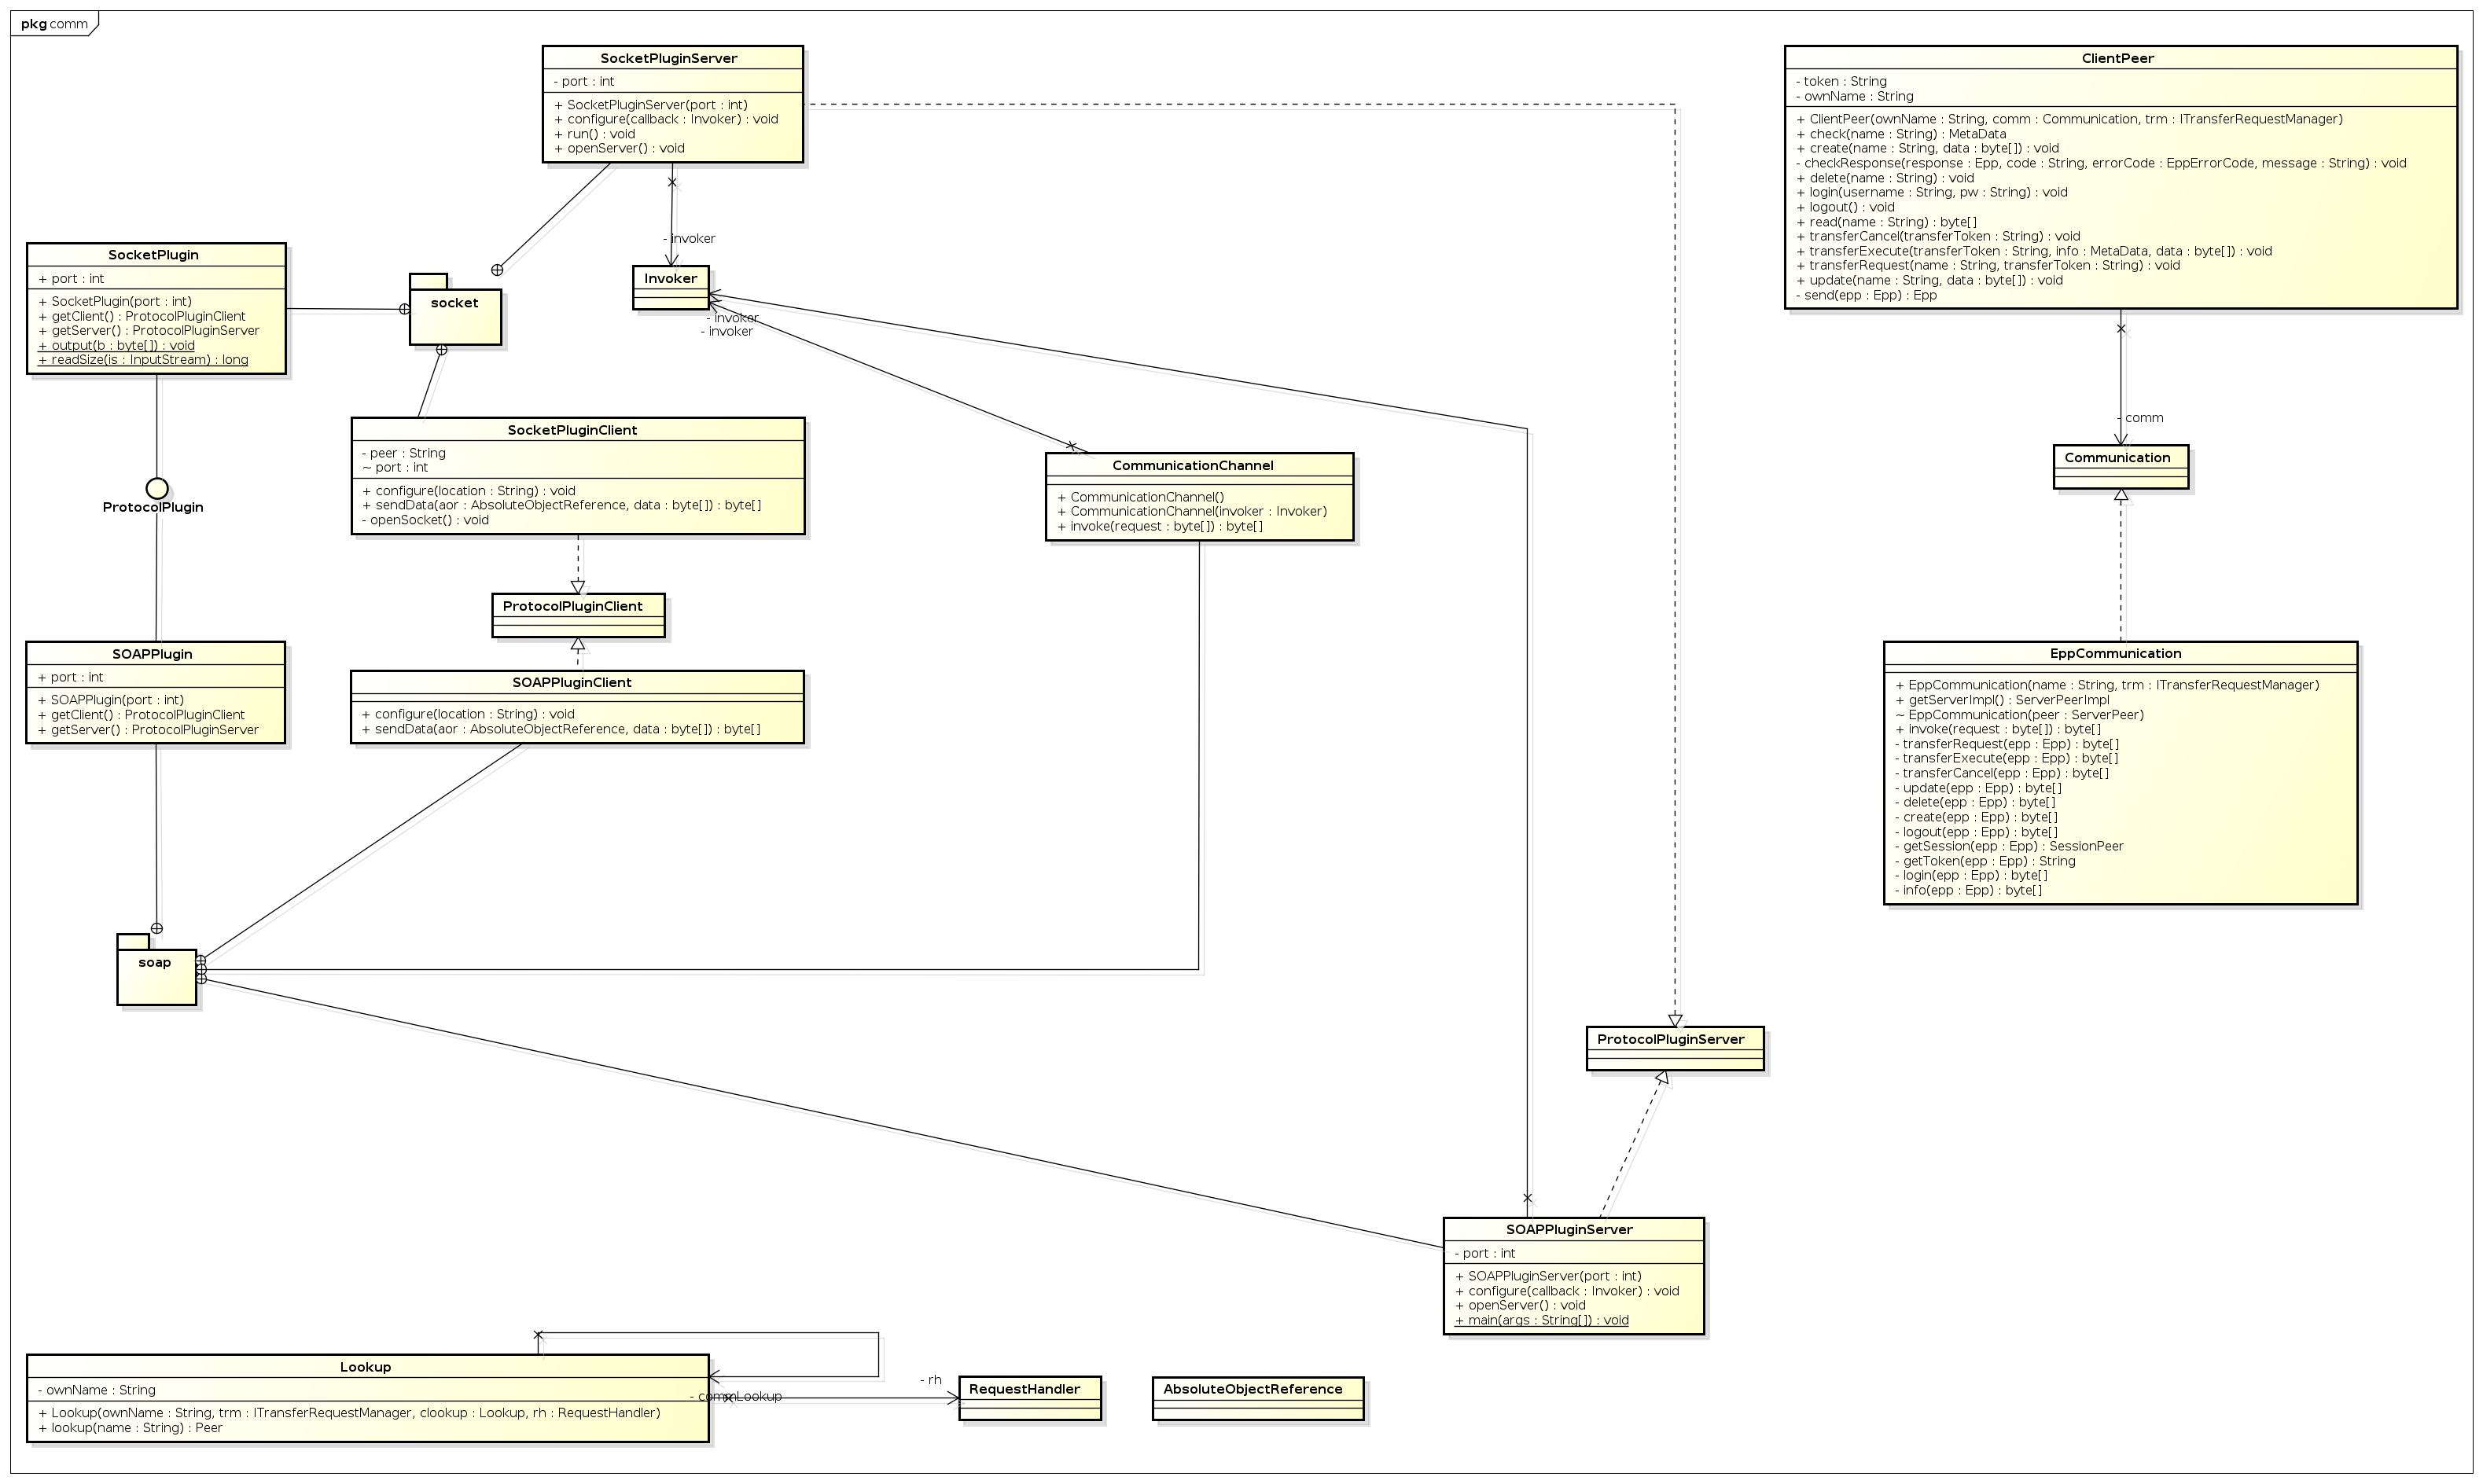 pkg comm
SocketPluginServer
- port : int
+ SocketPluginServer(port : int)
+ configure(callback : Invoker) : void
+ run() : void
+ openServer() : void
ClientPeer
- token : String
- ownName : String
+ ClientPeer(ownName : String, comm : Communication, trm : ITransferRequestManager)
+ check(name : String) : MetaData
+ create(name : String, data : byte[]) : void
- checkResponse(response : Epp, code : String, errorCode : EppErrorCode, message : String) : void
+ delete(name : String) : void
+ login(username : String, pw : String) : void
+ logout() : void
+ read(name : String) : byte[]
+ transferCancel(transferToken : String) : void
+ transferExecute(transferToken : String, info : MetaData, data : byte[]) : void
+ transferRequest(name : String, transferToken : String) : void
+ update(name : String, data : byte[]) : void
- send(epp : Epp) : Epp
- invoker
SocketPlugin
+ port : int
+ SocketPlugin(port : int)
+ getClient() : ProtocolPluginClient
+ getServer() : ProtocolPluginServer
+ output(b : byte[]) : void
+ readSize(is : InputStream) : long
socket
Invoker
- invoker
- invoker
- comm
SocketPluginClient
- peer : String
~ port : int
+ configure(location : String) : void
+ sendData(aor : AbsoluteObjectReference, data : byte[]) : byte[]
- openSocket() : void
CommunicationChannel
+ CommunicationChannel()
+ CommunicationChannel(invoker : Invoker)
+ invoke(request : byte[]) : byte[]
Communication
ProtocolPlugin
ProtocolPluginClient
SOAPPlugin
+ port : int
+ SOAPPlugin(port : int)
+ getClient() : ProtocolPluginClient
+ getServer() : ProtocolPluginServer
SOAPPluginClient
+ configure(location : String) : void
+ sendData(aor : AbsoluteObjectReference, data : byte[]) : byte[]
EppCommunication
+ EppCommunication(name : String, trm : ITransferRequestManager)
+ getServerImpl() : ServerPeerImpl
~ EppCommunication(peer : ServerPeer)
+ invoke(request : byte[]) : byte[]
- transferRequest(epp : Epp) : byte[]
- transferExecute(epp : Epp) : byte[]
- transferCancel(epp : Epp) : byte[]
- update(epp : Epp) : byte[]
- delete(epp : Epp) : byte[]
- create(epp : Epp) : byte[]
- logout(epp : Epp) : byte[]
- getSession(epp : Epp) : SessionPeer
- getToken(epp : Epp) : String
- login(epp : Epp) : byte[]
- info(epp : Epp) : byte[]
soap
ProtocolPluginServer
SOAPPluginServer
- port : int
+ SOAPPluginServer(port : int)
+ configure(callback : Invoker) : void
+ openServer() : void
+ main(args : String[]) : void
Lookup
- ownName : String
+ Lookup(ownName : String, trm : ITransferRequestManager, clookup : Lookup, rh : RequestHandler)
+ lookup(name : String) : Peer
- commLookup
- rh
RequestHandler
AbsoluteObjectReference